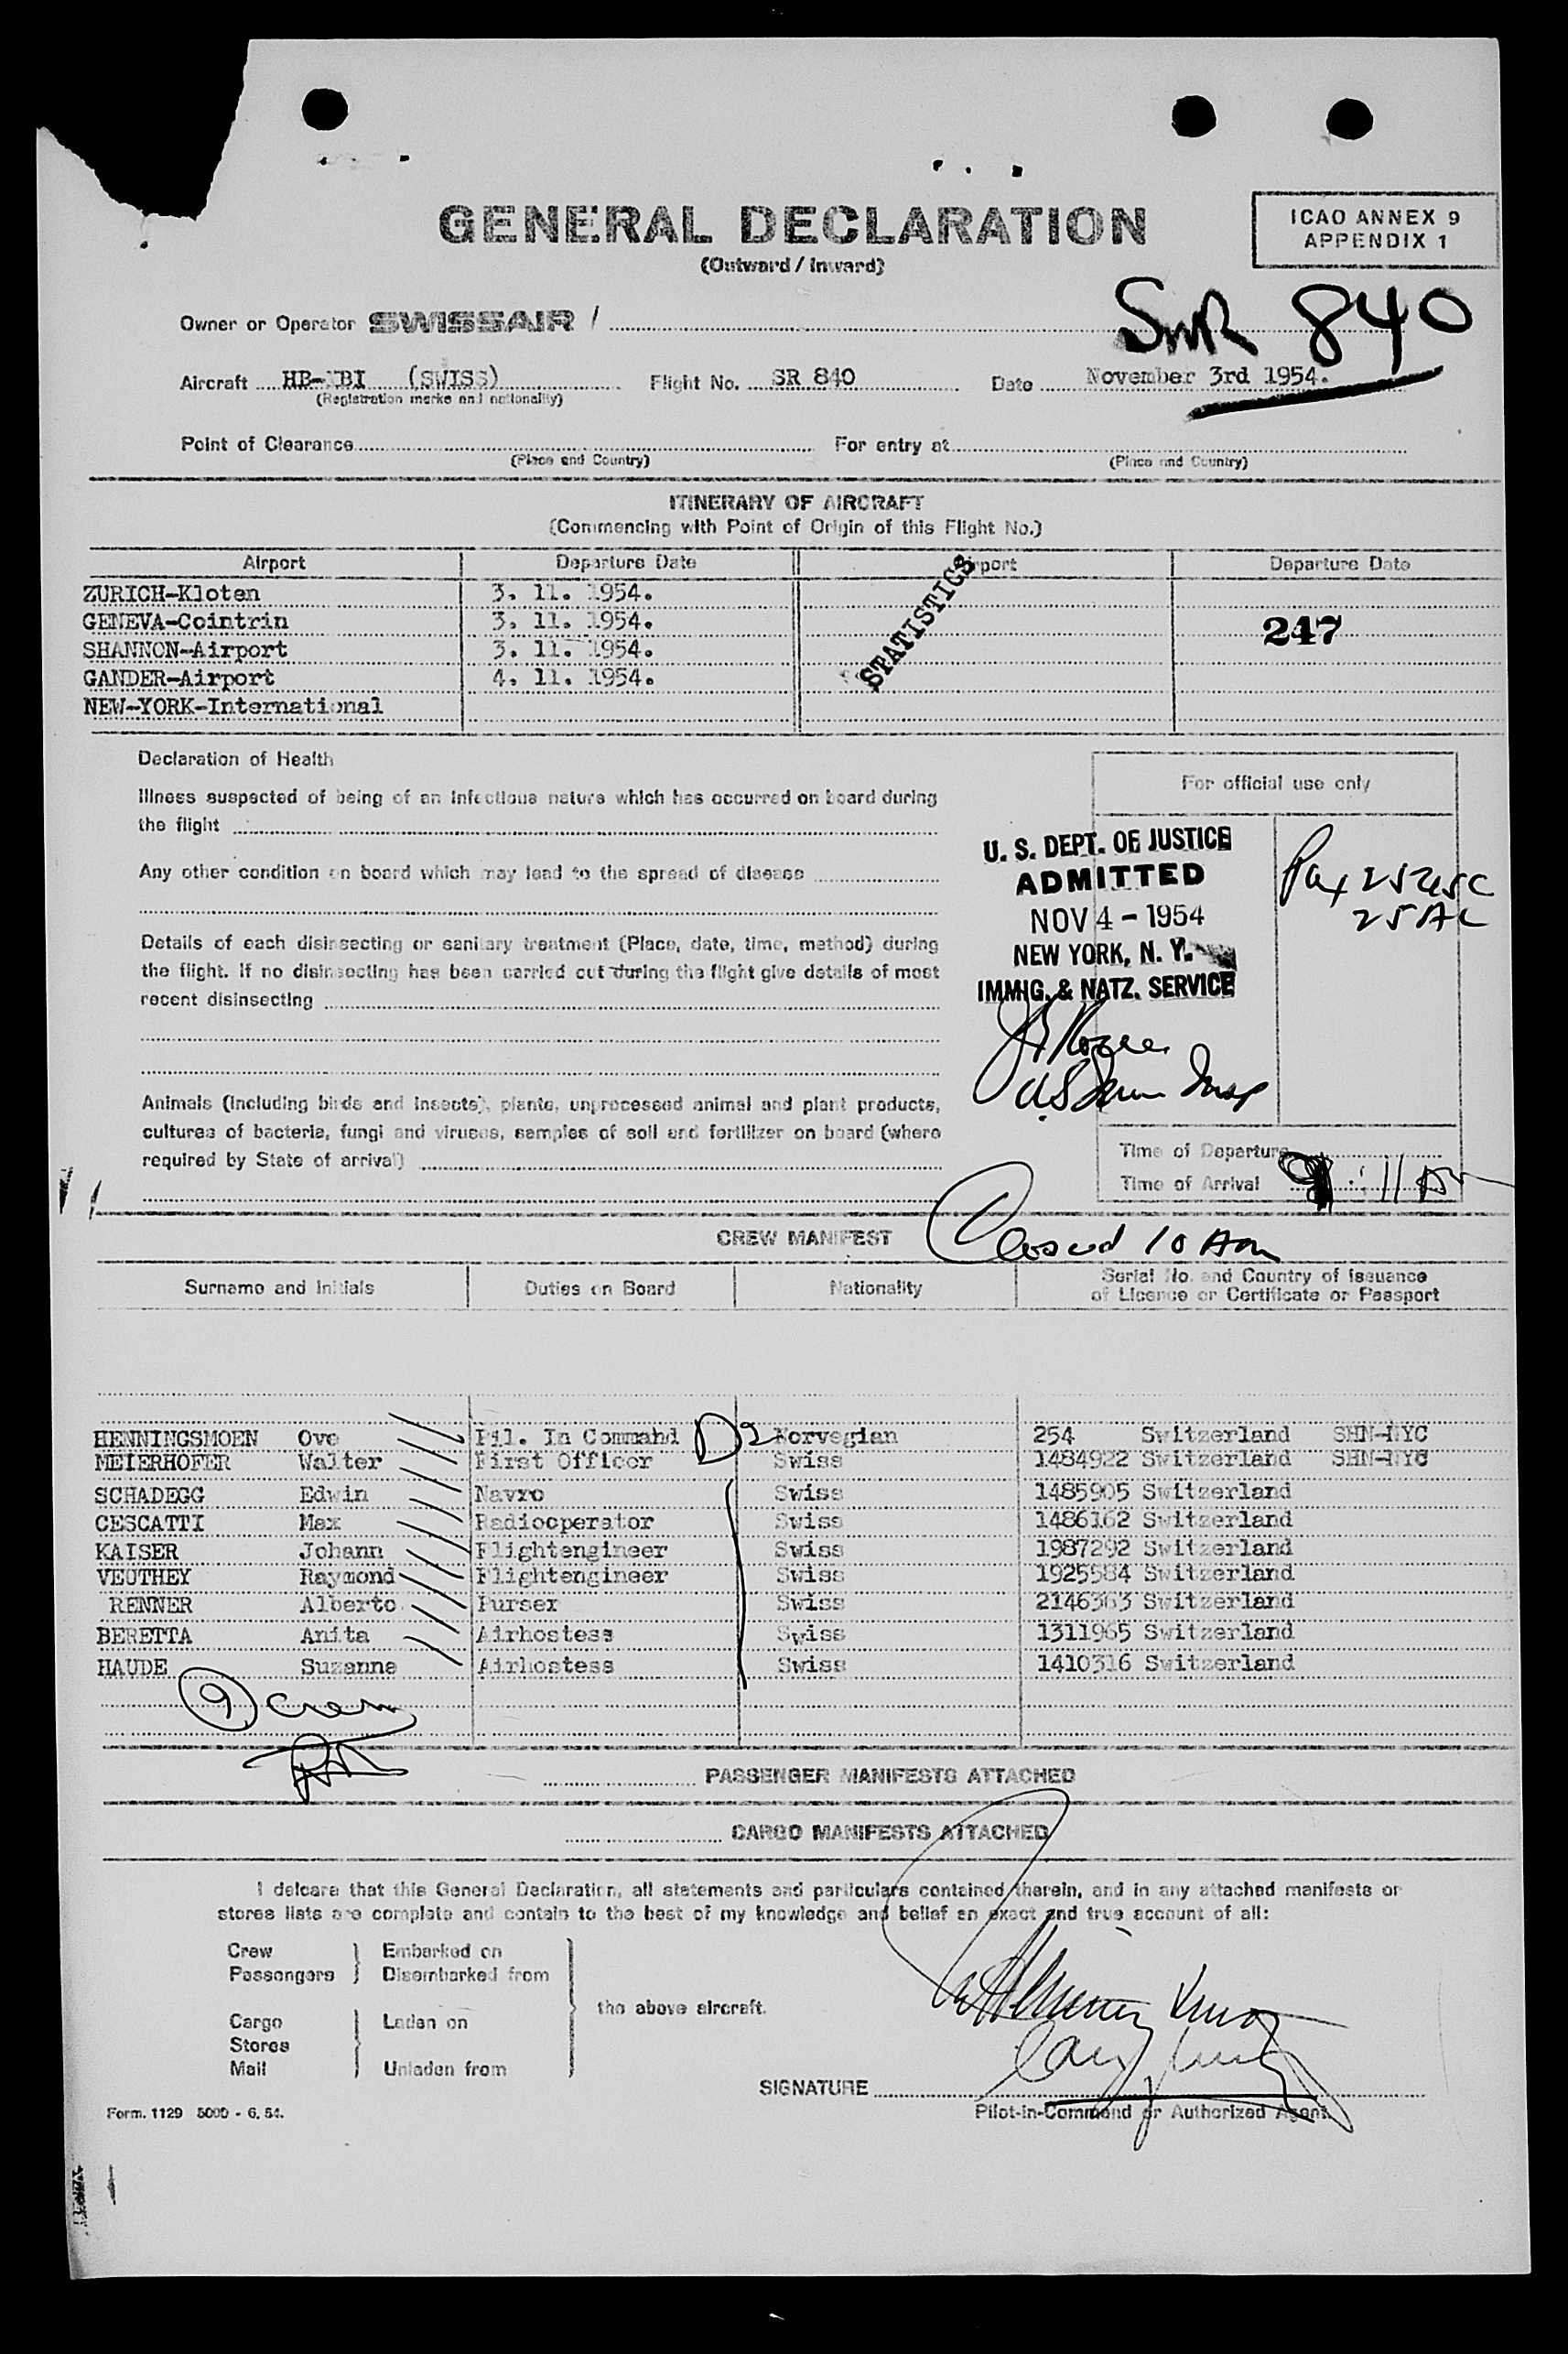 GENERAL DECLARATION
(Outward / Inward)
ICAO ANNEX 9
APPENDIX 1
Owner or Operator SWISSAIR /
SWR 840
Aircraft HB- BI (SWISS) Flight No. SR 840 Date November 3rd 1954.
(Registration marks and nationality)
Point of Clearance For entry at
(Place and Country) (Place and Country)
ITINERARY OF AIRCRAFT
(Commencing with Point of Origin of this Flight No.)
Airport Departure Date Airport Departure Date
STATISTICS
ZURICH-Kloten 3. 11. 1954.
GENEVA-Cointrin 3. 11. 1954. 247
SHANNON-Airport 3. 11. 1954.
GANDER-Airport 4. 11. 1954.
NEW-YORK-International
Declaration of Health
Illness suspected of being of an infectious nature which has occurred on board during
the flight
Any other condition on board which may lead to the spread of disease
Details of each disinsecting or sanitary treatment (Place, date, time, method) during
the flight. If no disinsecting has been carried out during the flight give details of most
recent disinsecting
Animals (including birds and insects), plants, unprocessed animal and plant products,
cultures of bacteria, fungi and viruses, samples of soil and fertilizer on board (where
required by State of arrival)
For official use only
U. S. DEPT. OF JUSTICE
ADMITTED
NOV 4 - 1954
NEW YORK, N. Y.
IMMIG. & NATZ. SERVICE
Pax 25 USC
25 AL
Time of Departure
Time of Arrival 9:11 AM
Closed 10 Am
CREW MANIFEST
Surname and Initials Duties on Board Nationality Serial No. and Country of Issuance
of Licence or Certificate or Passport
HENNINGSMOEN Ove Pil. In Command Norvegian 254 Switzerland SHN-NYC
MEIERHOFER Walter First Officer Swiss 1484922 Switzerland SHN-NYC
SCHADEGG Edwin Navro Swiss 1485905 Switzerland
CESCATTI Max Radiooperator Swiss 1486162 Switzerland
KAISER Johann Flightengineer Swiss 1987292 Switzerland
VEUTHEY Raymond Flightengineer Swiss 1925584 Switzerland
RENNER Alberto Purser Swiss 2146363 Switzerland
BERETTA Anita Airhostess Swiss 1311965 Switzerland
HAUDE Suzanne Airhostess Swiss 1410316 Switzerland
9 crew
PASSENGER MANIFESTS ATTACHED
CARGO MANIFESTS ATTACHED
I delcare that this General Declaration, all statements and particulars contained therein, and in any attached manifests or
stores lists are complete and contain to the best of my knowledge and belief an exact and true account of all:
Crew Embarked on
Passengers Disembarked from
the above aircraft.
Cargo Laden on
Stores
Mail Unladen from
SIGNATURE
Pilot-in-Command or Authorized Agent
Form. 1129 5000 - 6. 54.